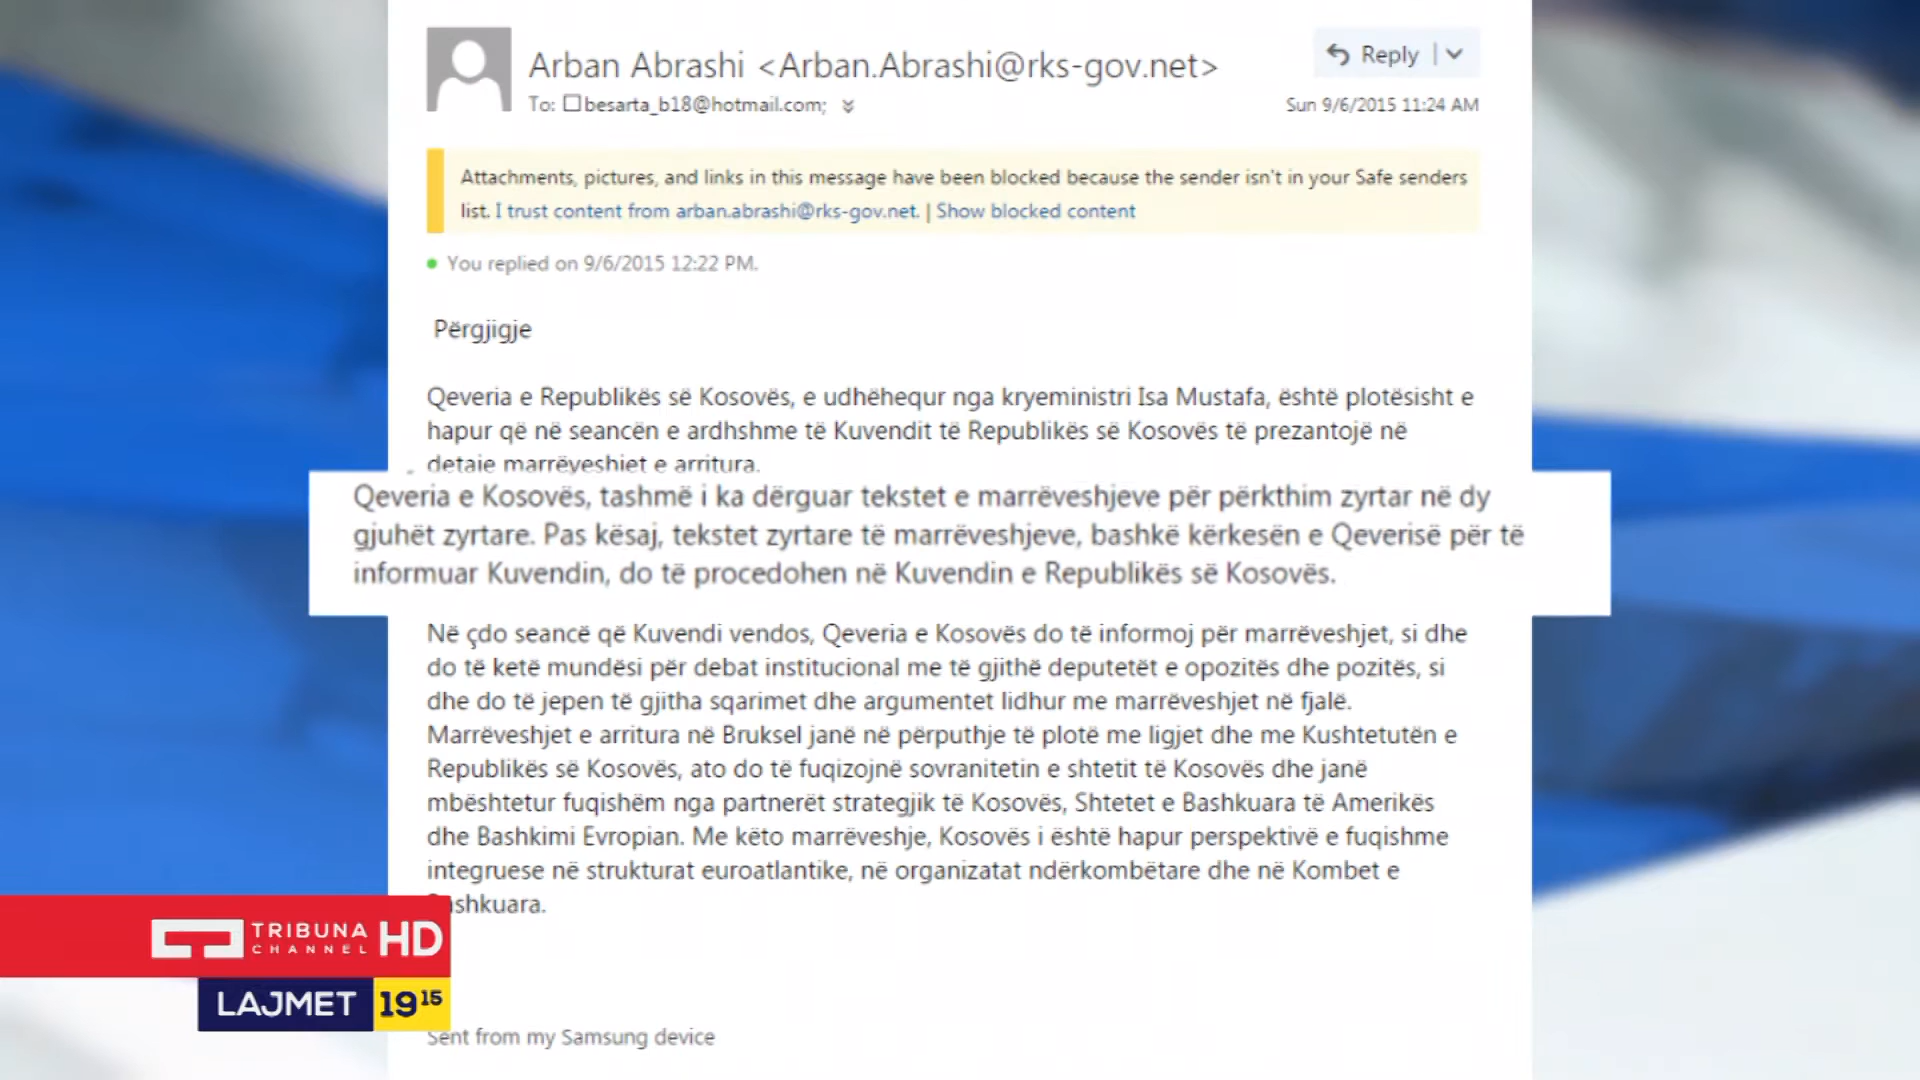 Arban Abrashi <Arban.Abrashi@rks-gov.net>
Reply
To: besarta_b18@hotmail.com;
Sun 9/6/2015 11:24 AM
Attachments, pictures, and links in this message have been blocked because the sender isn't in your Safe senders
list. I trust content from arban.abrashi@rks-gov.net. | Show blocked content
You replied on 9/6/2015 12:22 PM.
Përgjigje
Qeveria e Republikës së Kosovës, e udhëhequr nga kryeministri Isa Mustafa, është plotësisht e
hapur që në seancën e ardhshme të Kuvendit të Republikës së Kosovës të prezantojë në
detaje marrëveshjet e arritura.
Qeveria e Kosovës, tashmë i ka dërguar tekstet e marrëveshjeve për përkthim zyrtar në dy
gjuhët zyrtare. Pas kësaj, tekstet zyrtare të marrëveshjeve, bashkë kërkesën e Qeverisë për të
informuar Kuvendin, do të procedohen në Kuvendin e Republikës së Kosovës.
Në çdo seancë që Kuvendi vendos, Qeveria e Kosovës do të informoj për marrëveshjet, si dhe
do të ketë mundësi për debat institucional me të gjithë deputetët e opozitës dhe pozitës, si
dhe do të jepen të gjitha sqarimet dhe argumentet lidhur me marrëveshjet në fjalë.
Marrëveshjet e arritura në Bruksel janë në përputhje të plotë me ligjet dhe me Kushtetutën e
Republikës së Kosovës, ato do të fuqizojnë sovranitetin e shtetit të Kosovës dhe janë
mbështetur fuqishëm nga partnerët strategjik të Kosovës, Shtetet e Bashkuara të Amerikës
dhe Bashkimi Evropian. Me këto marrëveshje, Kosovës i është hapur perspektivë e fuqishme
integruese në strukturat euroatlantike, në organizatat ndërkombëtare dhe në Kombet e
Bashkuara.
TRIBUNA
CHANNEL
HD
LAJMET 19 15
Sent from my Samsung device